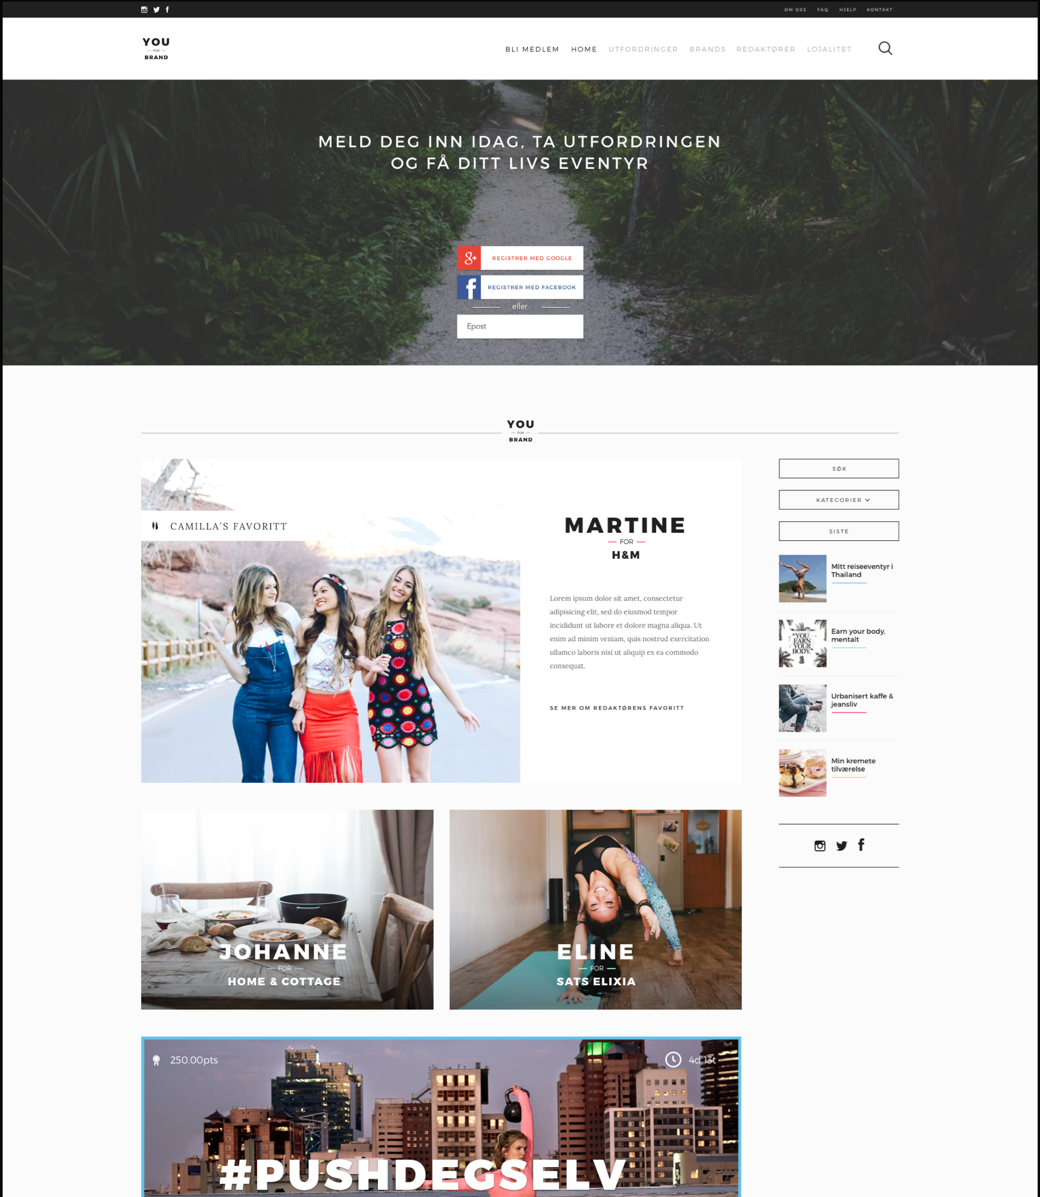 OM OSS FAQ HJELP KONTAKT
YOU
FOR
BRAND
BLI MEDLEM HOME UTFORDRINGER BRANDS REDAKTØRER LOJALITET
MELD DEG INN IDAG, TA UTFORDRINGEN
OG FÅ DITT LIVS EVENTYR
g+ REGISTRER MED GOOGLE
f REGISTRER MED FACEBOOK
eller
Epost
YOU
FOR
BRAND
CAMILLA'S FAVORITT
MARTINE
FOR
H&M
Lorem ipsum dolor sit amet, consectetur
adipisicing elit, sed do eiusmod tempor
incididunt ut labore et dolore magna aliqua. Ut
enim ad minim veniam, quis nostrud exercitation
ullamco laboris nisi ut aliquip ex ea commodo
consequat.
SE MER OM REDAKTØRENS FAVORITT
SØK
KATEGORIER
SISTE
Mitt reiseeventyr i
Thailand
"YOU
EARN
YOUR
BODY."
Earn your body,
mentalt
Urbanisert kaffe &
jeansliv
Min kremete
tilværelse
JOHANNE
FOR
HOME & COTTAGE
ELINE
FOR
SATS ELIXIA
250.00pts
4d 13t
#PUSHDEGSELV